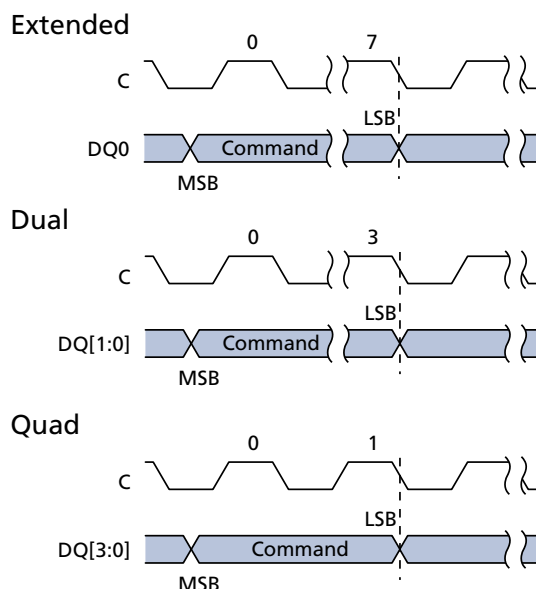 Extended
0 7
C
LSB
DQ0 Command
MSB
Dual
0 3
C
LSB
DQ[1:0] Command
MSB
Quad
0 1
C
LSB
DQ[3:0] Command
MSB